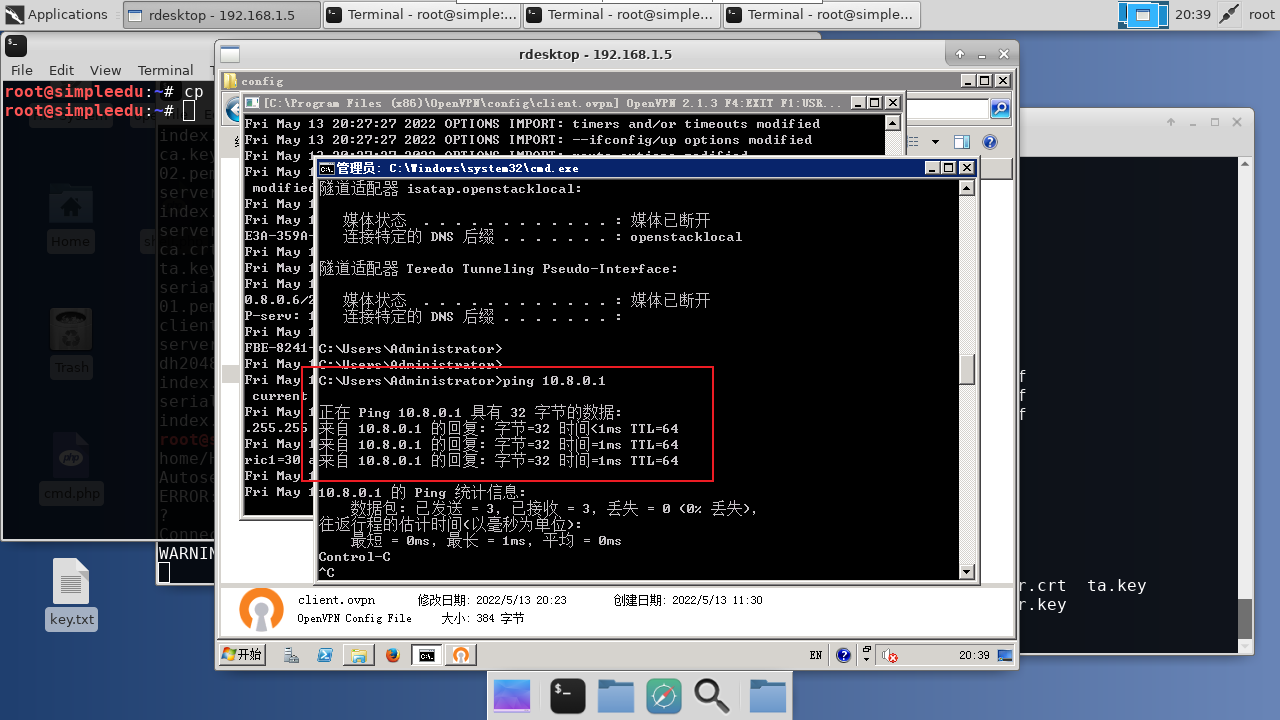 Applications
rdesktop - 192.168.1.5
Terminal - root@simple:...
Terminal - root@simple...
Terminal - root@simple...
20:39
root
rdesktop - 192.168.1.5
File Edit View Terminal
root@simpleedu:~# cp
root@simpleedu:~#
config
[C:\Program Files (x86)\OpenVPN\config\client.ovpn] OpenVPN 2.1.3 F4:EXIT F1:USR...
Fri May 13 20:27:27 2022 OPTIONS IMPORT: timers and/or timeouts modified
Fri May 13 20:27:27 2022 OPTIONS IMPORT: --ifconfig/up options modified
Fri May 1
modified
Fri May 1
Fri May 1
E3A-359A
Fri May 1
Fri May 1
Fri May 1
0.8.0.6/2
P-serv: 1
Fri May 1
FBE-8241-
Fri May 1
Fri May 1
current
Fri May 1
.255.255
Fri May 1
ric1=30 a
Fri May 1
Fri May 1
管理员: C:\Windows\system32\cmd.exe
隧道适配器 isatap.openstacklocal:
媒体状态 . . . . . . . . . . . . : 媒体已断开
连接特定的 DNS 后缀 . . . . . . . : openstacklocal
隧道适配器 Teredo Tunneling Pseudo-Interface:
媒体状态 . . . . . . . . . . . . : 媒体已断开
连接特定的 DNS 后缀 . . . . . . . :
C:\Users\Administrator>
C:\Users\Administrator>
C:\Users\Administrator>ping 10.8.0.1
正在 Ping 10.8.0.1 具有 32 字节的数据:
来自 10.8.0.1 的回复: 字节=32 时间<1ms TTL=64
来自 10.8.0.1 的回复: 字节=32 时间=1ms TTL=64
来自 10.8.0.1 的回复: 字节=32 时间=1ms TTL=64
10.8.0.1 的 Ping 统计信息:
数据包: 已发送 = 3, 已接收 = 3, 丢失 = 0 (0% 丢失),
往返行程的估计时间(以毫秒为单位):
最短 = 0ms, 最长 = 1ms, 平均 = 0ms
Control-C
^C
index.
ca.key
02.pem
server
index.
server
ca.crt
ta.key
serial
01.pem
client
server
dh2048
index.
serial
index.
root@s
home/H
Autose
ERROR:
?
Connec
WARNIN
Home
Trash
cmd.php
key.txt
f
f
f
r.crt ta.key
r.key
client.ovpn 修改日期: 2022/5/13 20:23 创建日期: 2022/5/13 11:30
OpenVPN Config File 大小: 384 字节
开始
EN
20:39